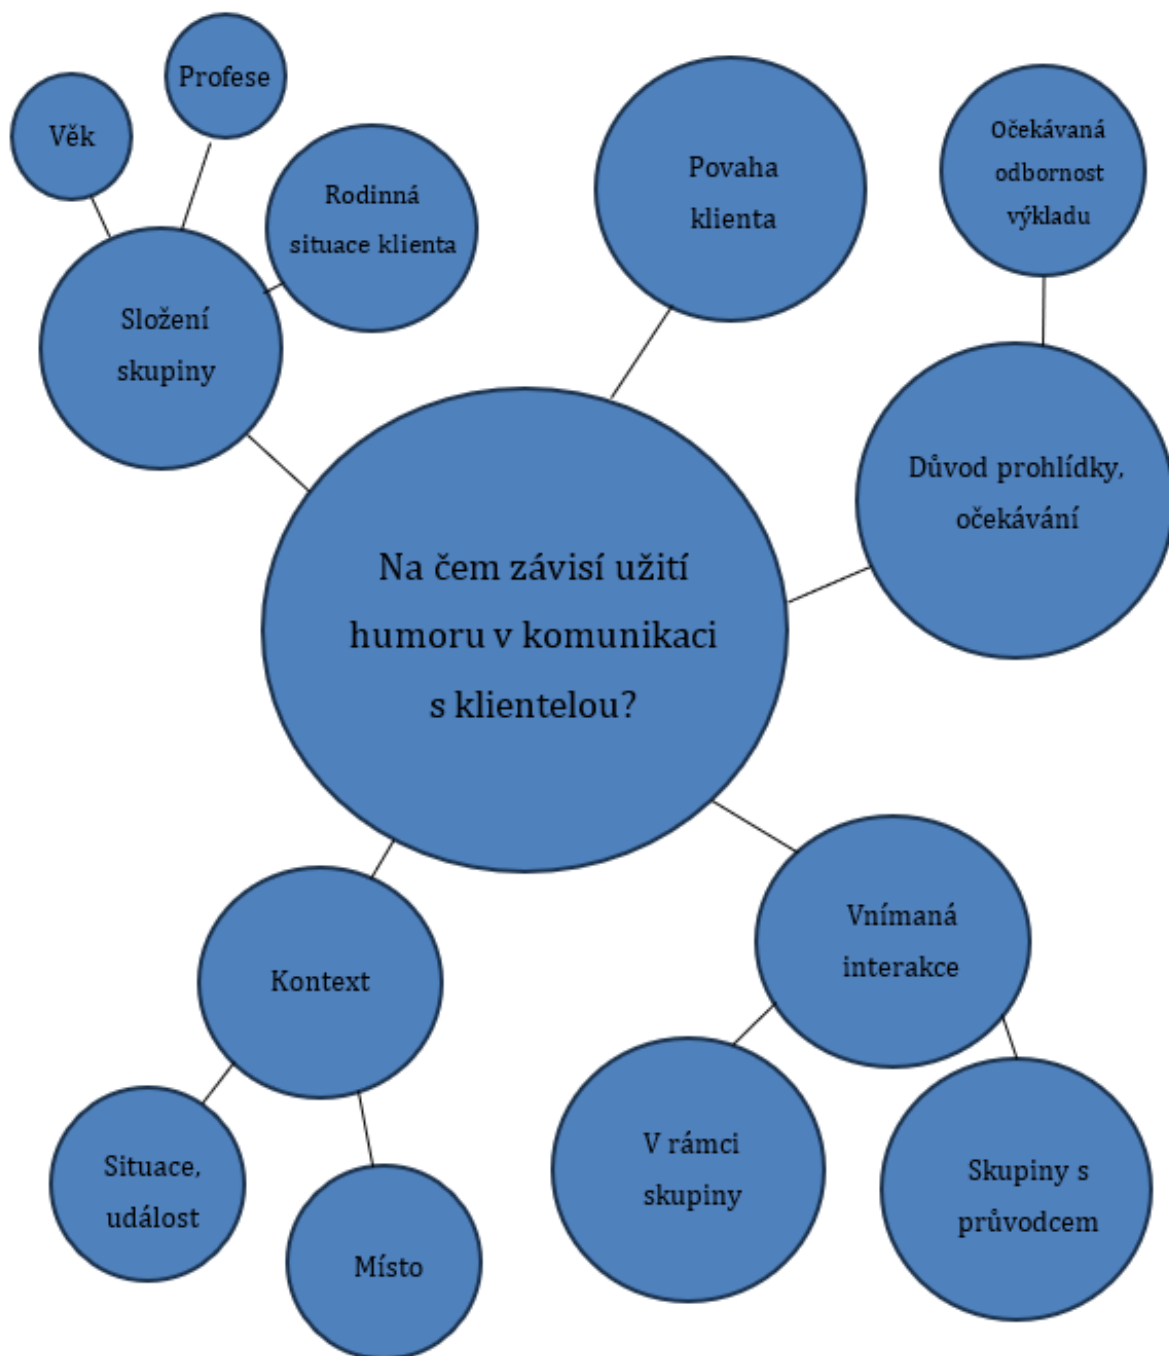 Profese
Věk
Rodinná
situace klienta
Složení
skupiny
Povaha
klienta
Očekávaná
odbornost
výkladu
Důvod prohlídky,
očekávání
Na čem závisí užití
humoru v komunikaci
s klientelou?
Kontext
Situace,
událost
Místo
Vnímaná
interakce
V rámci
skupiny
Skupiny s
průvodcem